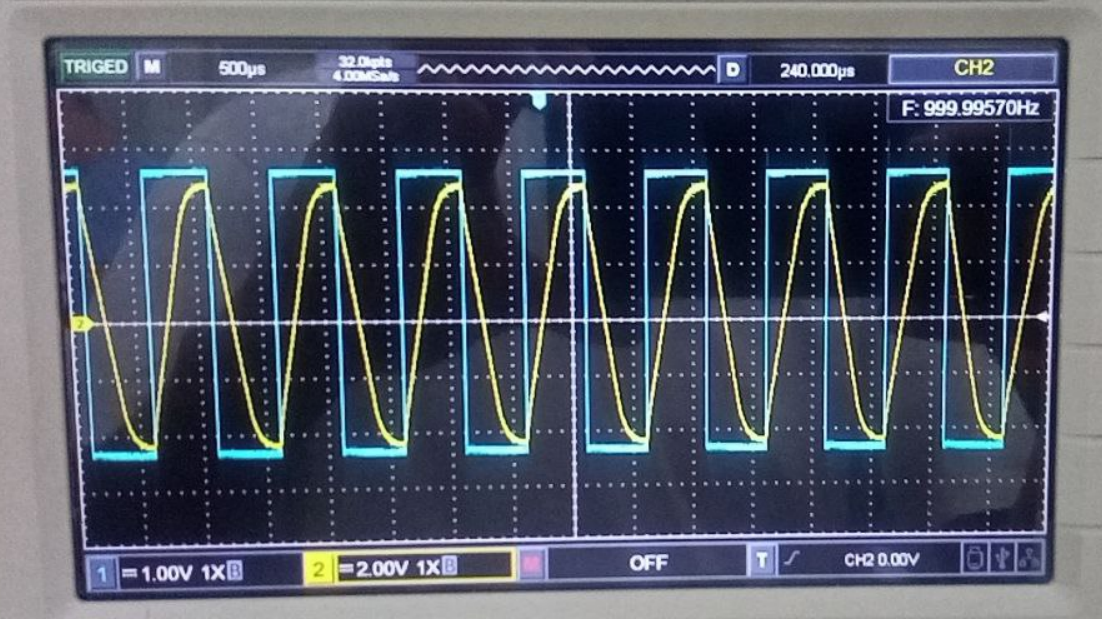 TRIGED M 500µs 32.0kpts D 240.000µs CH2
4.00MSa/s
F: 999.99570Hz
2
1 1.00V 1X B 2 2.00V 1X B M OFF T CH2 0.00V